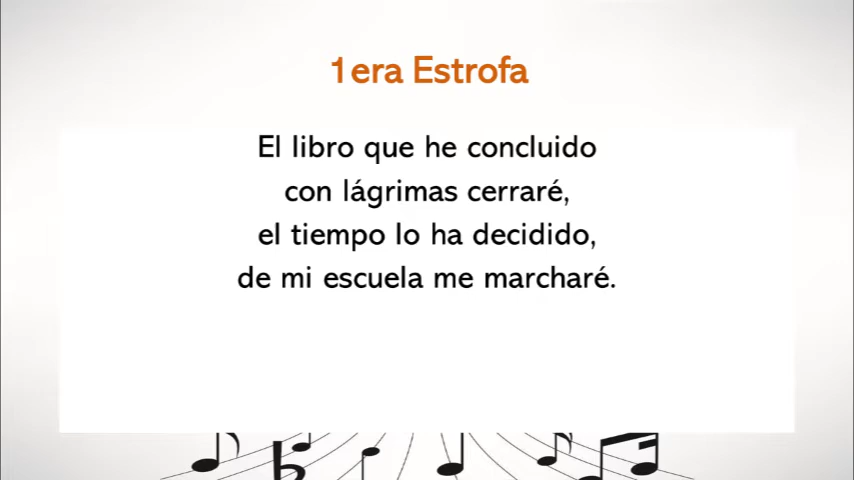 1era Estrofa
El libro que he concluido
con lágrimas cerraré,
el tiempo lo ha decidido,
de mi escuela me marcharé.